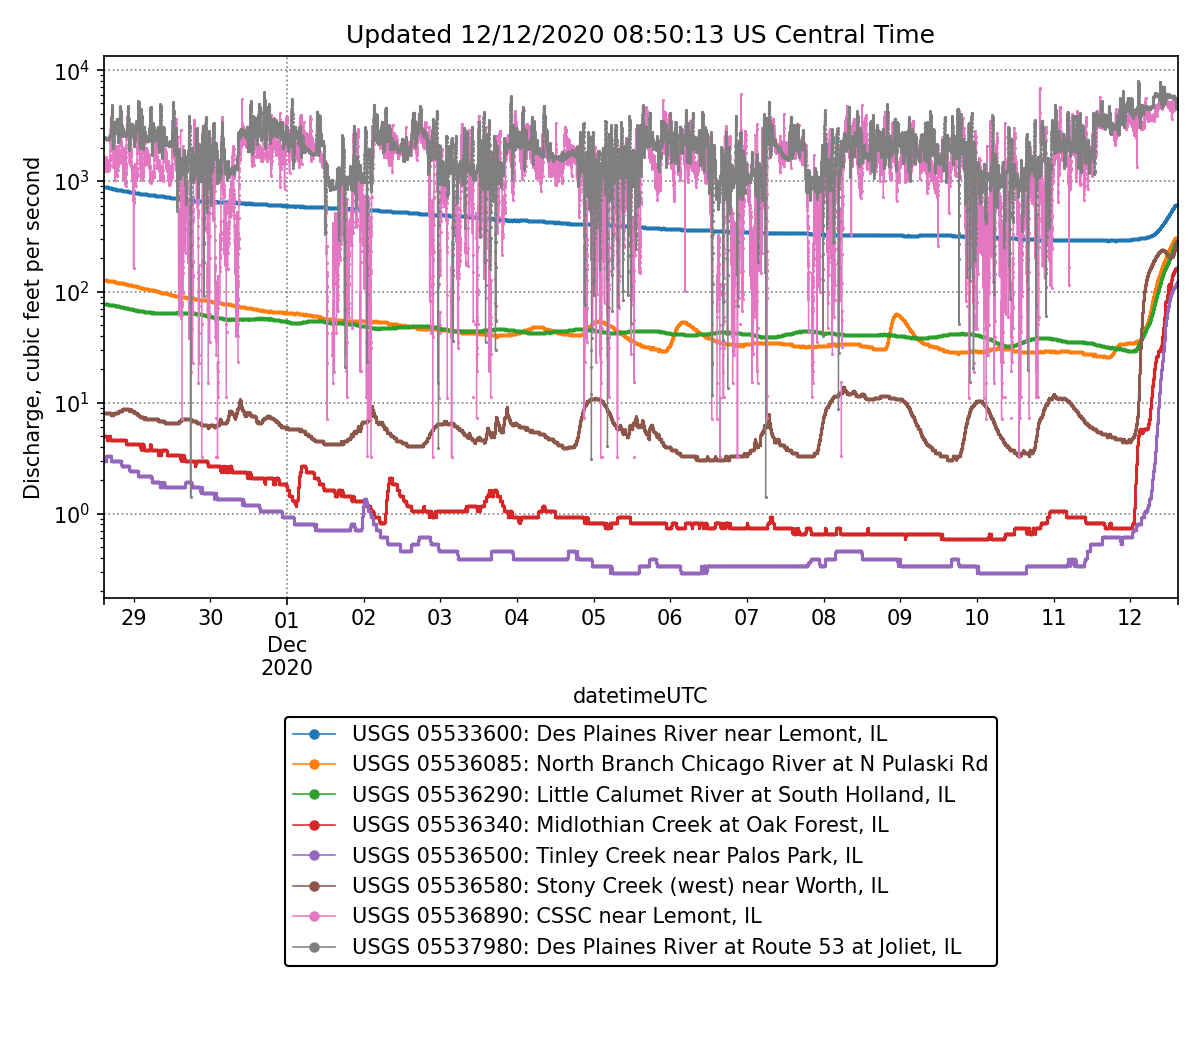 Updated 12/12/2020 08:50:13 US Central Time
Discharge, cubic feet per second
10^4
10^3
10^2
10^1
10^0
29 30 01 02 03 04 05 06 07 08 09 10 11 12
Dec
2020
datetimeUTC
USGS 05533600: Des Plaines River near Lemont, IL
USGS 05536085: North Branch Chicago River at N Pulaski Rd
USGS 05536290: Little Calumet River at South Holland, IL
USGS 05536340: Midlothian Creek at Oak Forest, IL
USGS 05536500: Tinley Creek near Palos Park, IL
USGS 05536580: Stony Creek (west) near Worth, IL
USGS 05536890: CSSC near Lemont, IL
USGS 05537980: Des Plaines River at Route 53 at Joliet, IL